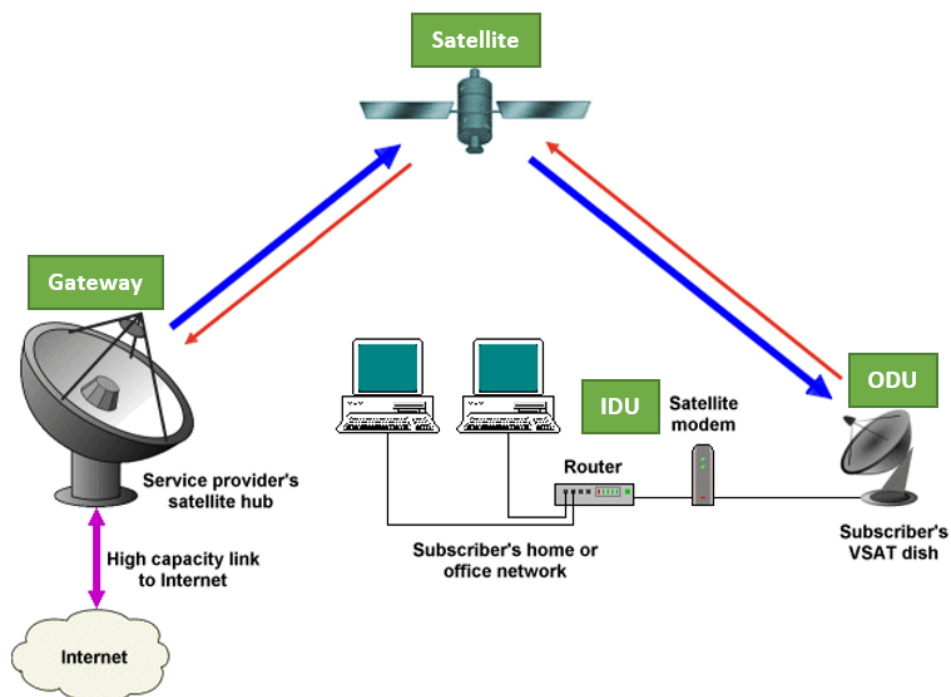 Satellite
Gateway
ODU
IDU
Satellite
modem
Router
Service provider's
satellite hub
Subscriber's
VSAT dish
Subscriber's home or
office network
High capacity link
to Internet
Internet